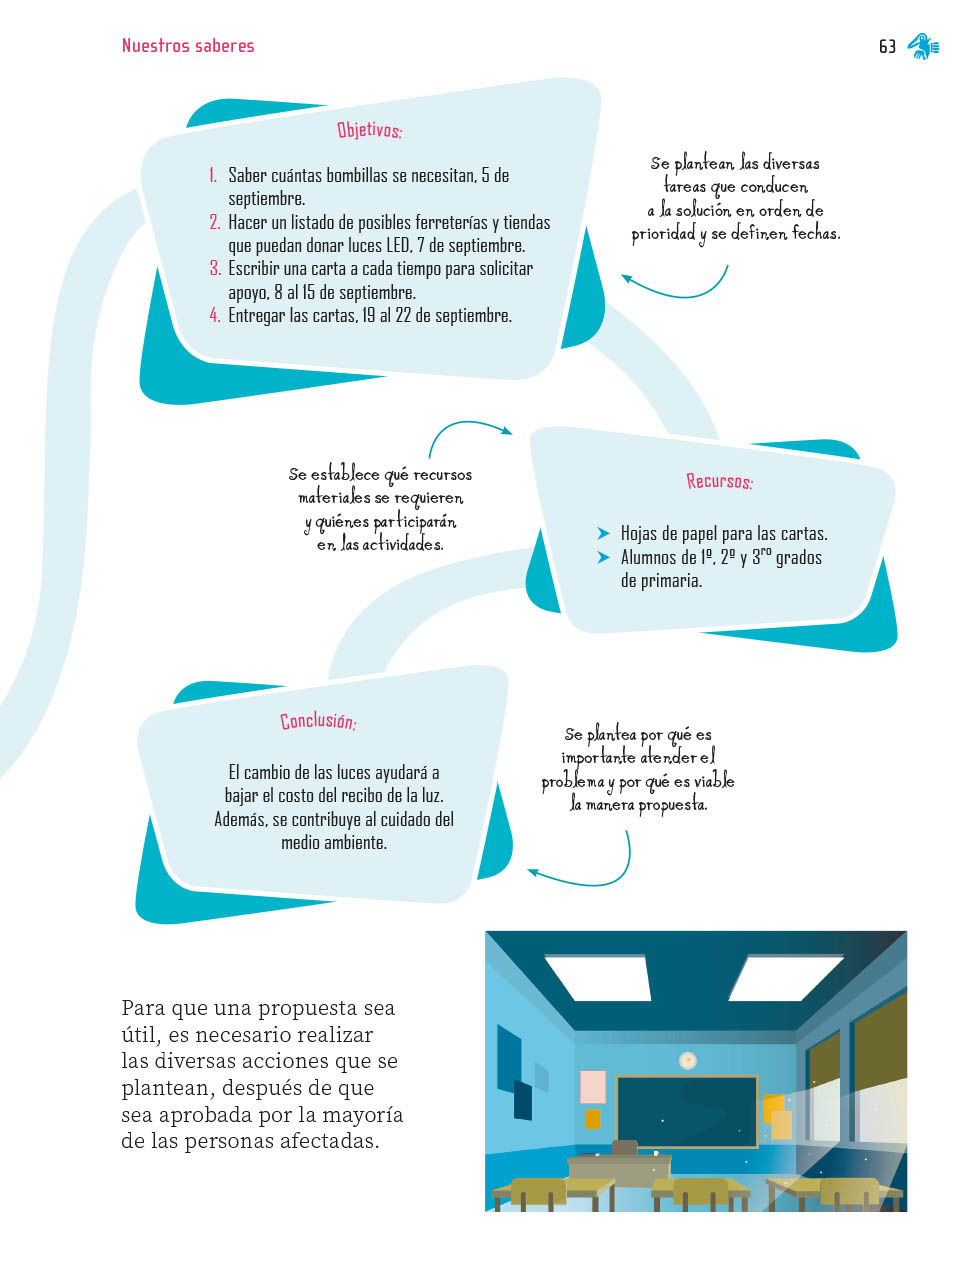 Nuestros saberes
63
Objetivos:
1. Saber cuántas bombillas se necesitan, 5 de
septiembre.
2. Hacer un listado de posibles ferreterías y tiendas
que puedan donar luces LED, 7 de septiembre.
3. Escribir una carta a cada tiempo para solicitar
apoyo, 8 al 15 de septiembre.
4. Entregar las cartas, 19 al 22 de septiembre.
Se plantean las diversas
tareas que conducen
a la solución en orden de
prioridad y se definen fechas.
Se establece qué recursos
materiales se requieren
y quiénes participarán
en las actividades.
Recursos:
➤ Hojas de papel para las cartas.
➤ Alumnos de 1º, 2º y 3ʳᵒ grados
de primaria.
Conclusión:
El cambio de las luces ayudará a
bajar el costo del recibo de la luz.
Además, se contribuye al cuidado del
medio ambiente.
Se plantea por qué es
importante atender el
problema y por qué es viable
la manera propuesta.
Para que una propuesta sea
útil, es necesario realizar
las diversas acciones que se
plantean, después de que
sea aprobada por la mayoría
de las personas afectadas.